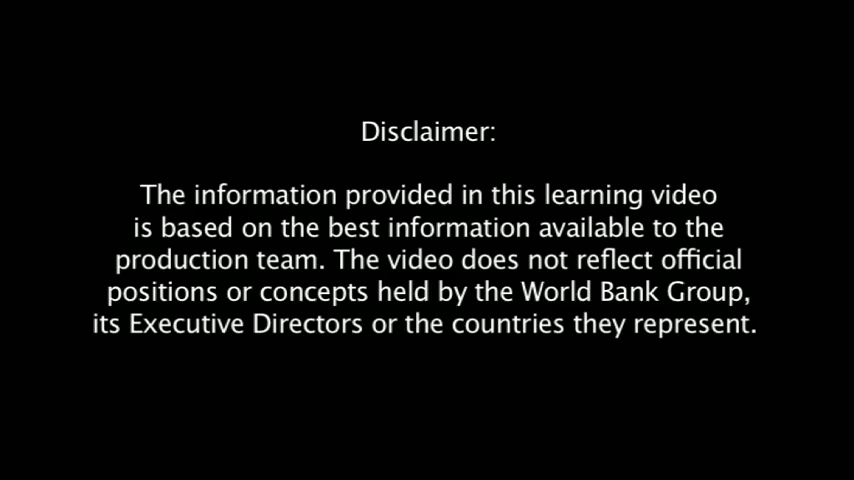 Disclaimer:
The information provided in this learning video
is based on the best information available to the
production team. The video does not reflect official
positions or concepts held by the World Bank Group,
its Executive Directors or the countries they represent.